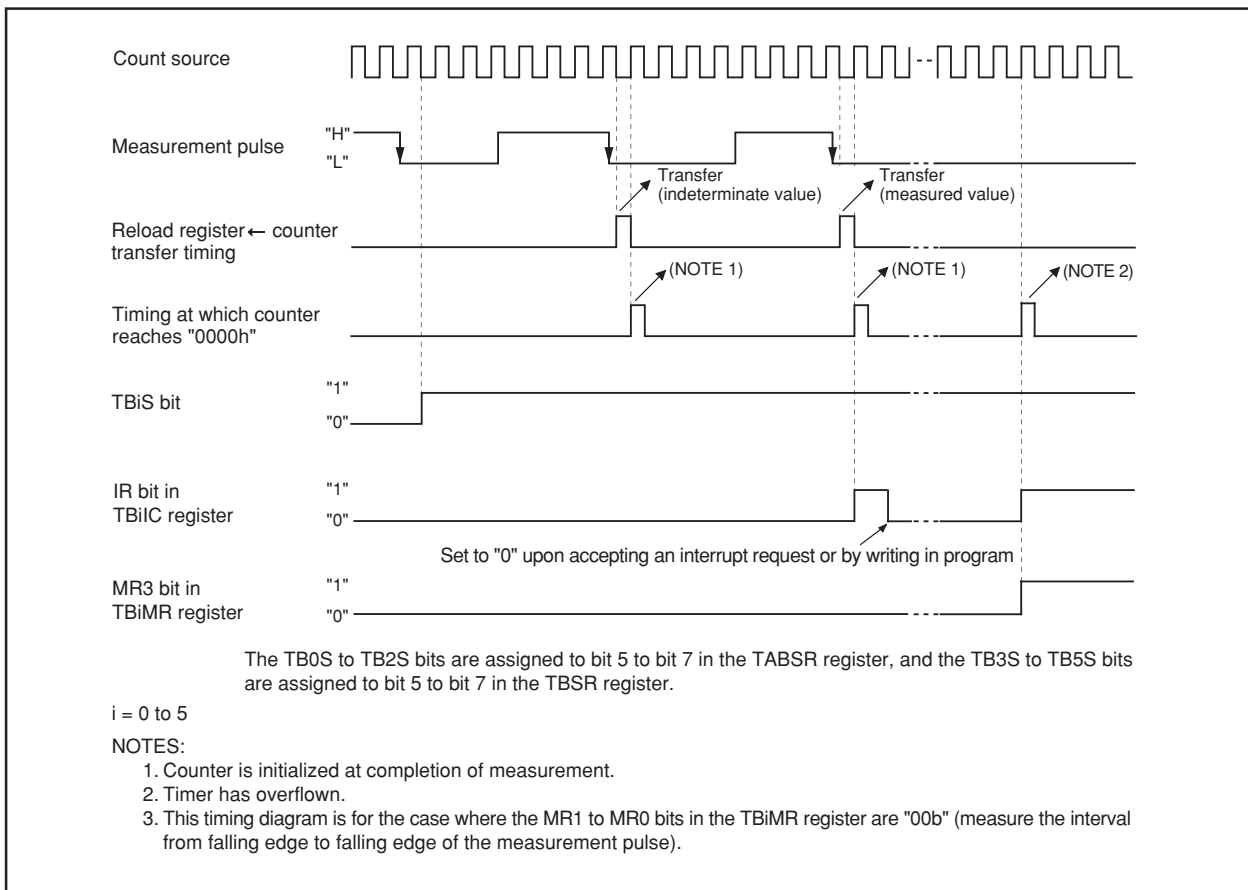 Count source
Measurement pulse
"H"
"L"
Transfer
(indeterminate value)
Transfer
(measured value)
Reload register ← counter
transfer timing
(NOTE 1)
(NOTE 1)
(NOTE 2)
Timing at which counter
reaches "0000h"
TBiS bit
"1"
"0"
IR bit in
TBiIC register
"1"
"0"
Set to "0" upon accepting an interrupt request or by writing in program
MR3 bit in
TBiMR register
"1"
"0"
The TB0S to TB2S bits are assigned to bit 5 to bit 7 in the TABSR register, and the TB3S to TB5S bits
are assigned to bit 5 to bit 7 in the TBSR register.
i = 0 to 5
NOTES:
1. Counter is initialized at completion of measurement.
2. Timer has overflown.
3. This timing diagram is for the case where the MR1 to MR0 bits in the TBiMR register are "00b" (measure the interval
from falling edge to falling edge of the measurement pulse).